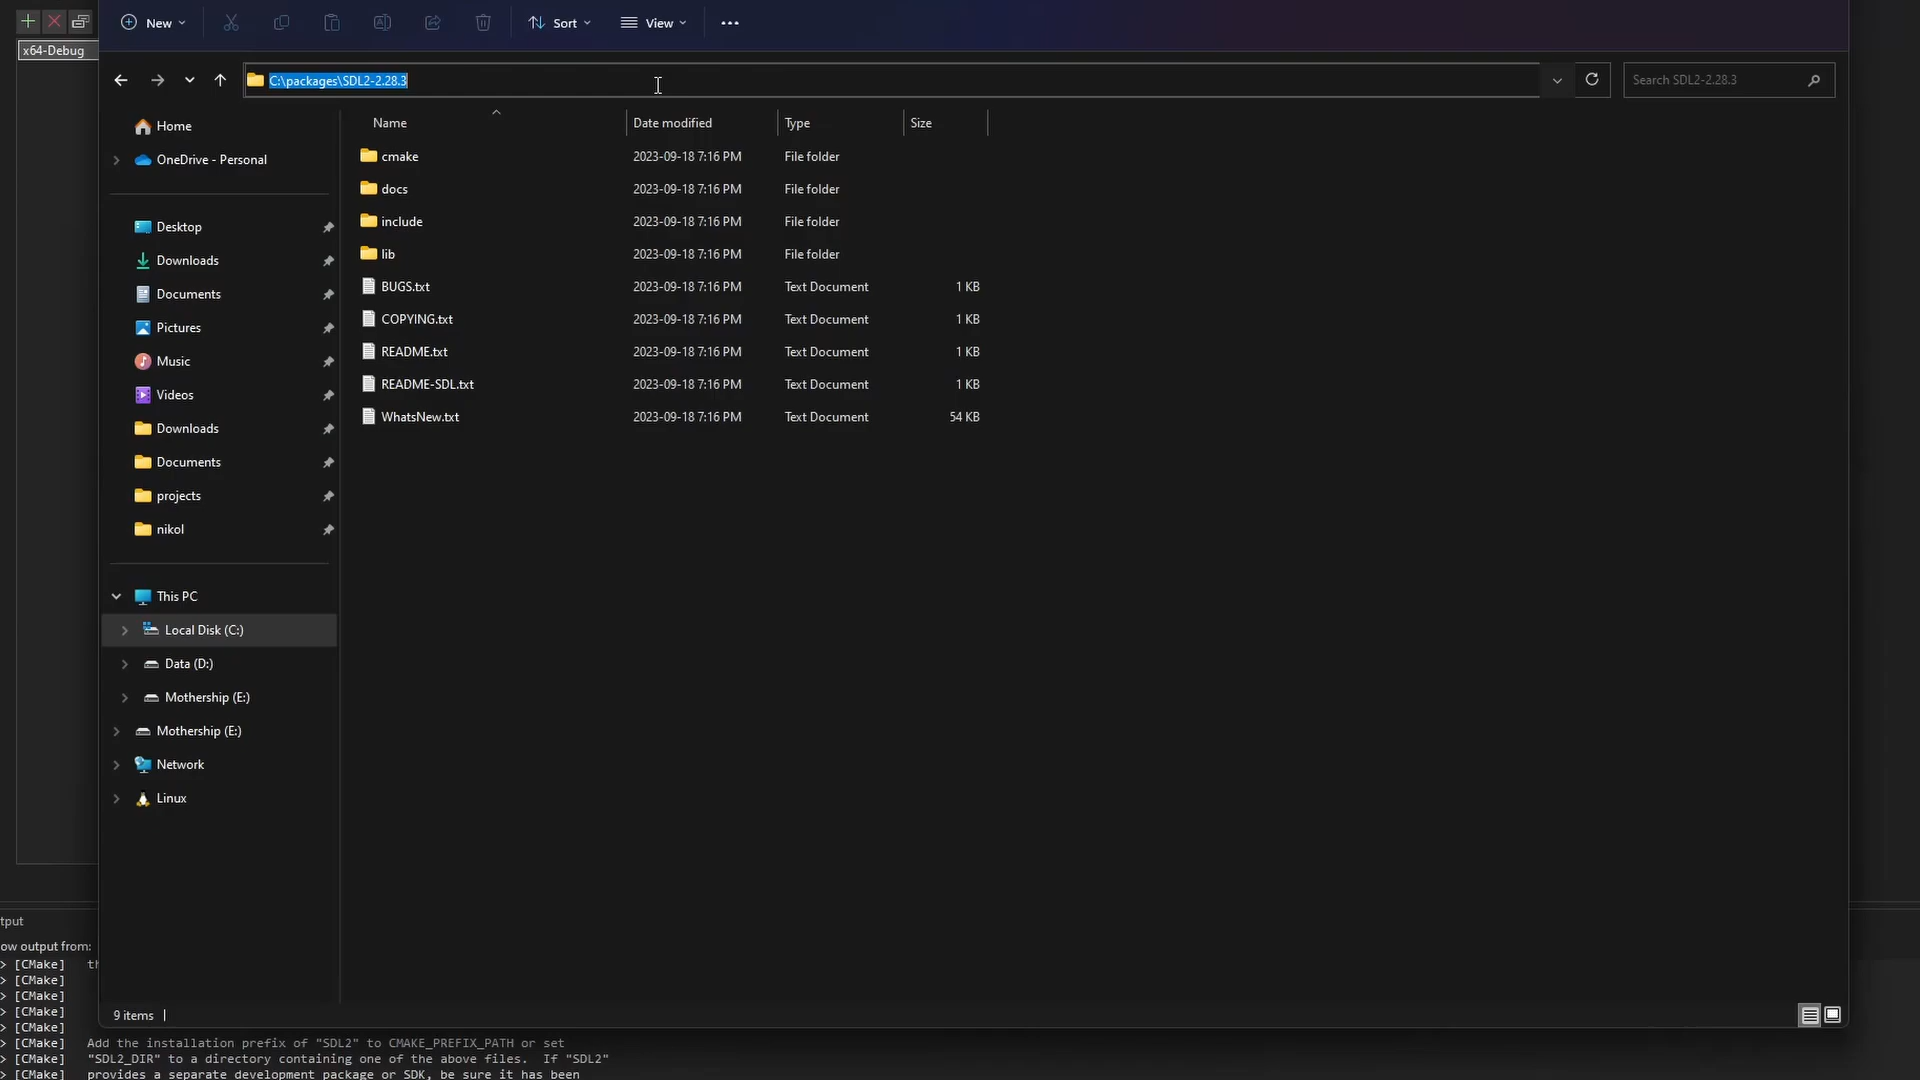 New
Sort
View
x64-Debug
C:\packages\SDL2-2.28.3
Search SDL2-2.28.3
Name Date modified Type Size
Home
OneDrive - Personal
Desktop
Downloads
Documents
Pictures
Music
Videos
Downloads
Documents
projects
nikol
This PC
Local Disk (C:)
Data (D:)
Mothership (E:)
Mothership (E:)
Network
Linux
cmake 2023-09-18 7:16 PM File folder
docs 2023-09-18 7:16 PM File folder
include 2023-09-18 7:16 PM File folder
lib 2023-09-18 7:16 PM File folder
BUGS.txt 2023-09-18 7:16 PM Text Document 1 KB
COPYING.txt 2023-09-18 7:16 PM Text Document 1 KB
README.txt 2023-09-18 7:16 PM Text Document 1 KB
README-SDL.txt 2023-09-18 7:16 PM Text Document 1 KB
WhatsNew.txt 2023-09-18 7:16 PM Text Document 54 KB
9 items
tput
ow output from:
> [CMake] th
> [CMake]
> [CMake]
> [CMake]
> [CMake]
> [CMake] Add the installation prefix of "SDL2" to CMAKE_PREFIX_PATH or set
> [CMake] "SDL2_DIR" to a directory containing one of the above files. If "SDL2"
> [CMake] provides a separate development package or SDK, be sure it has been